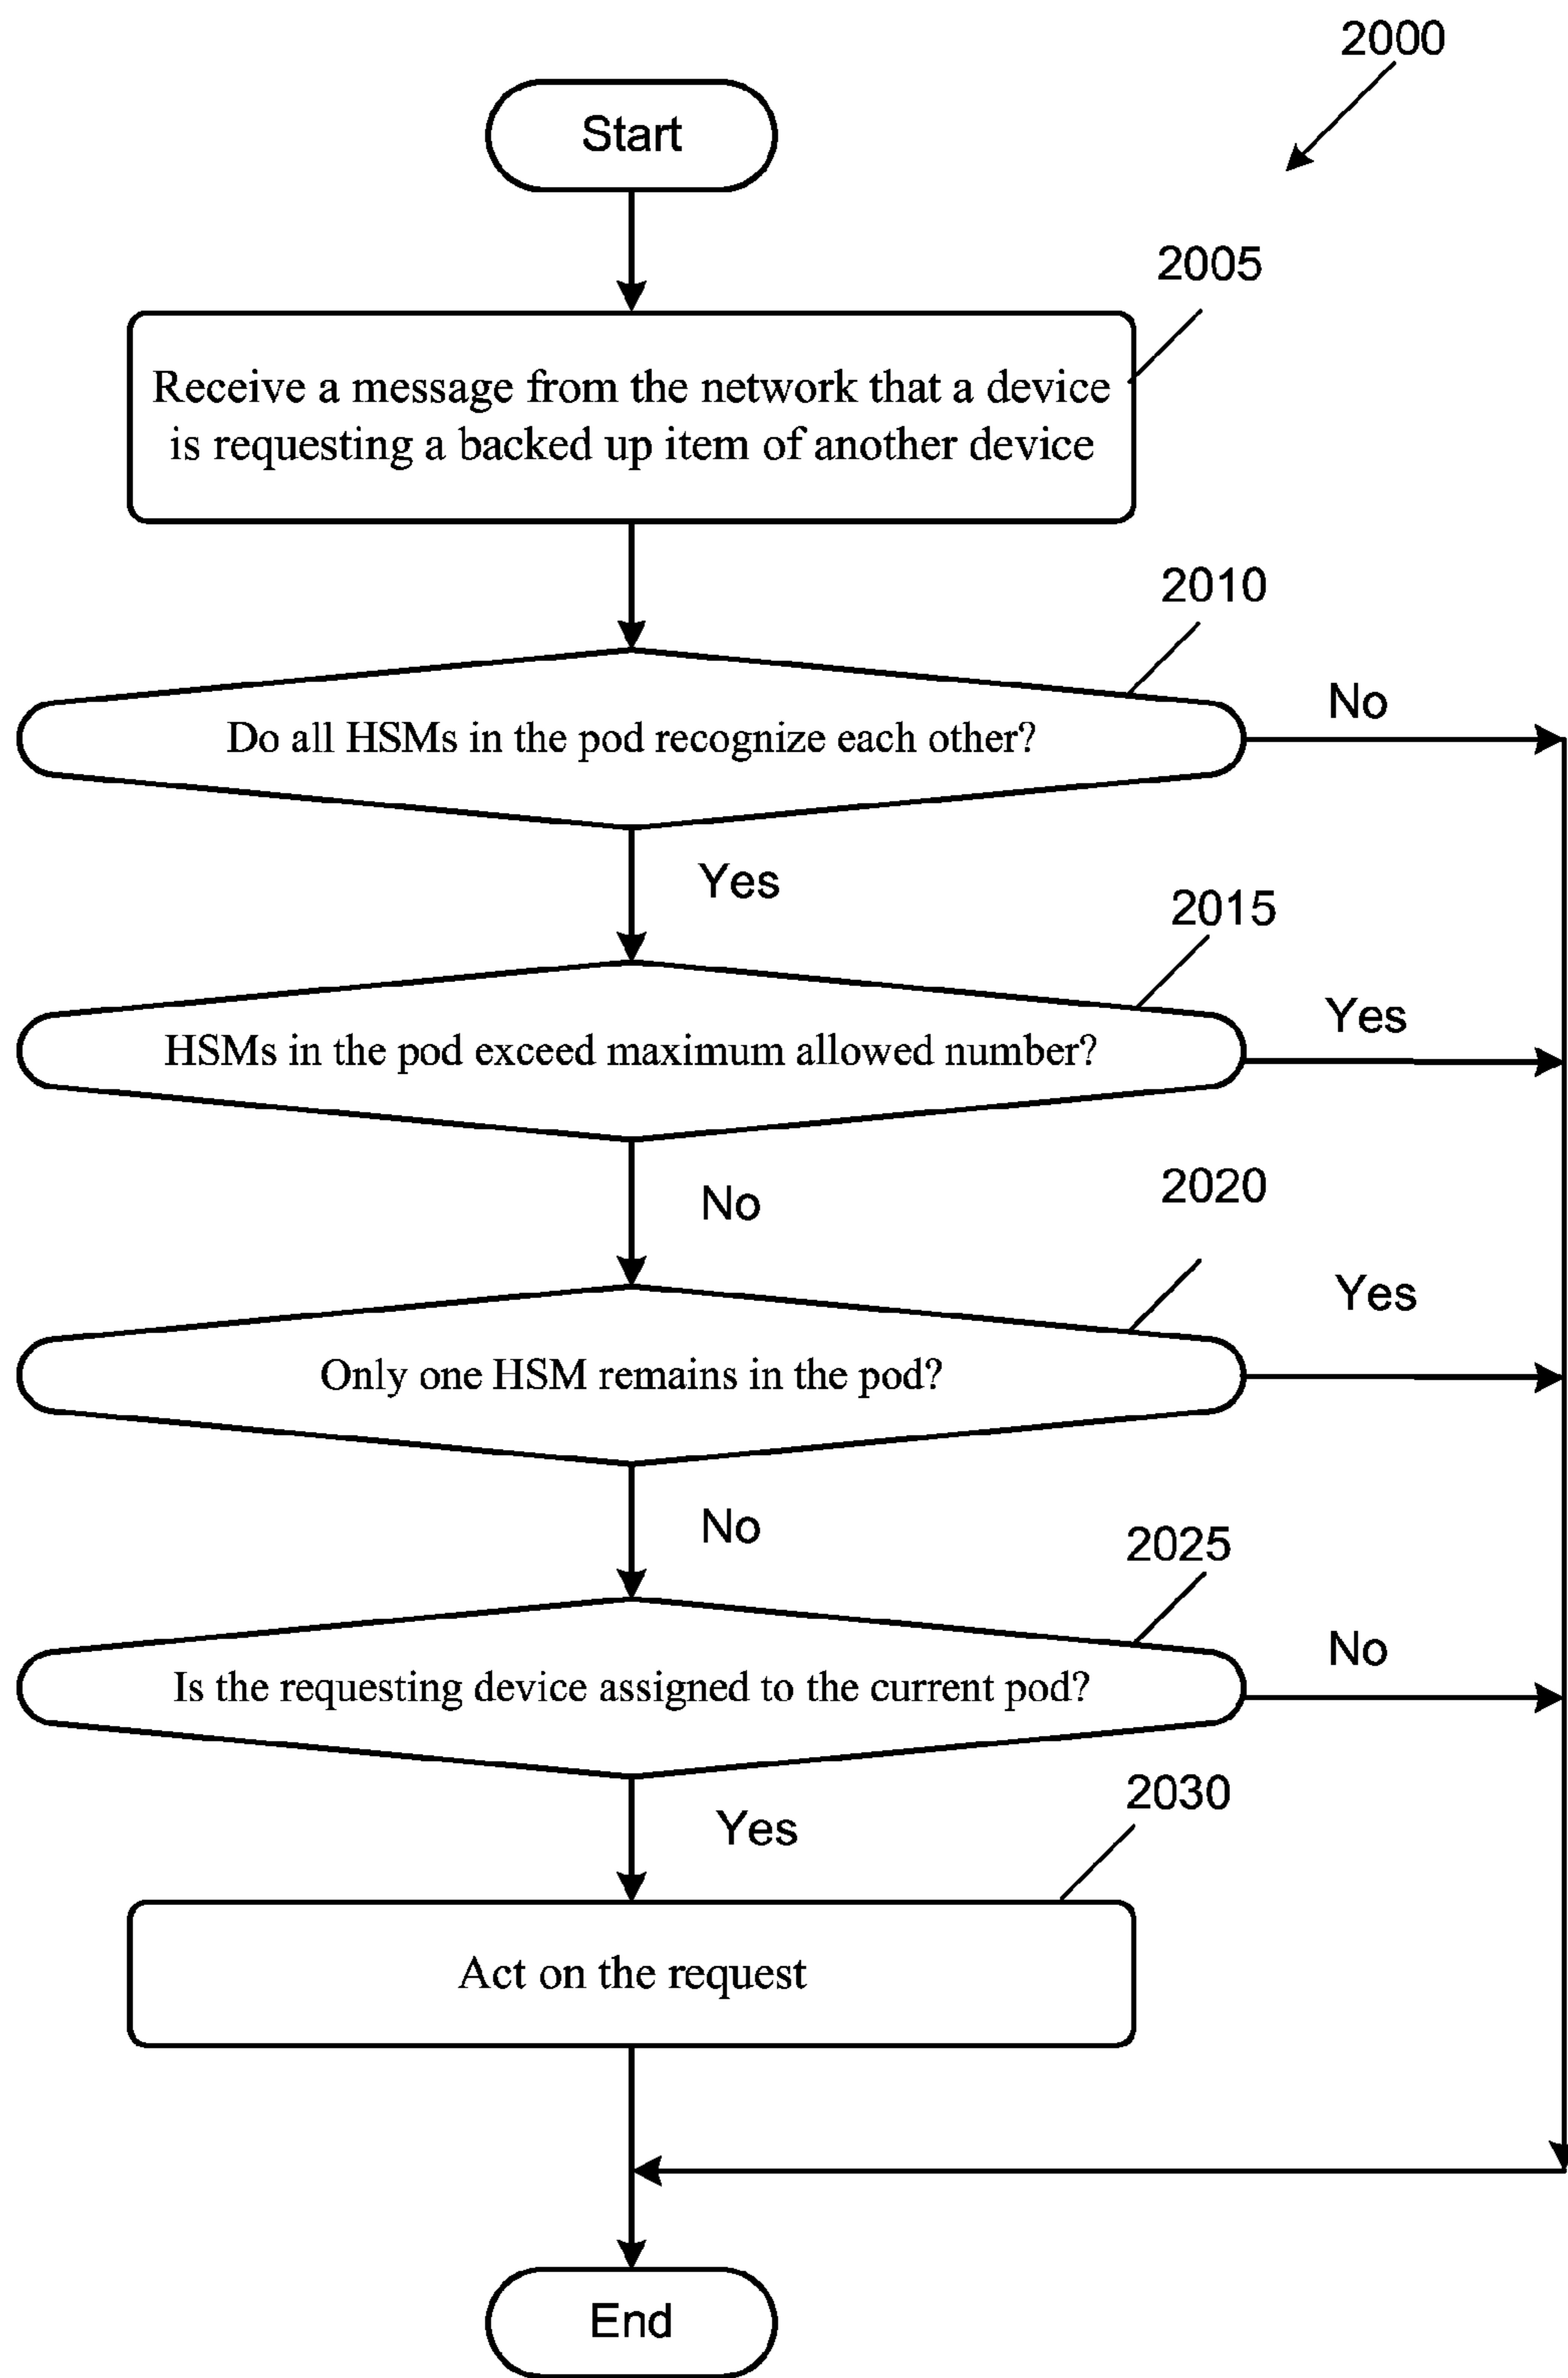 2000
Start
2005
Receive a message from the network that a device
is requesting a backed up item of another device
2010
Do all HSMs in the pod recognize each other?
No
Yes
2015
HSMs in the pod exceed maximum allowed number?
Yes
No
2020
Only one HSM remains in the pod?
Yes
No
2025
Is the requesting device assigned to the current pod?
No
Yes
2030
Act on the request
End